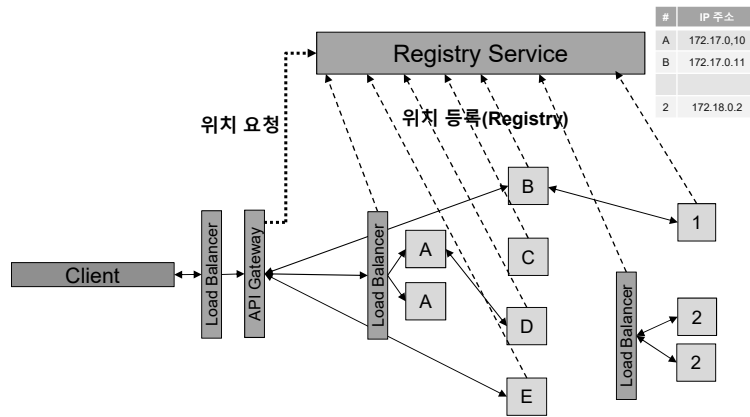 # IP 주소
A 172.17.0,10
B 172.17.0.11
2 172.18.0.2
Registry Service
위치 요청
위치 등록(Registry)
B
1
Load Balancer
API Gateway
Load Balancer
A
C
Client
A
D
Load Balancer
2
2
E